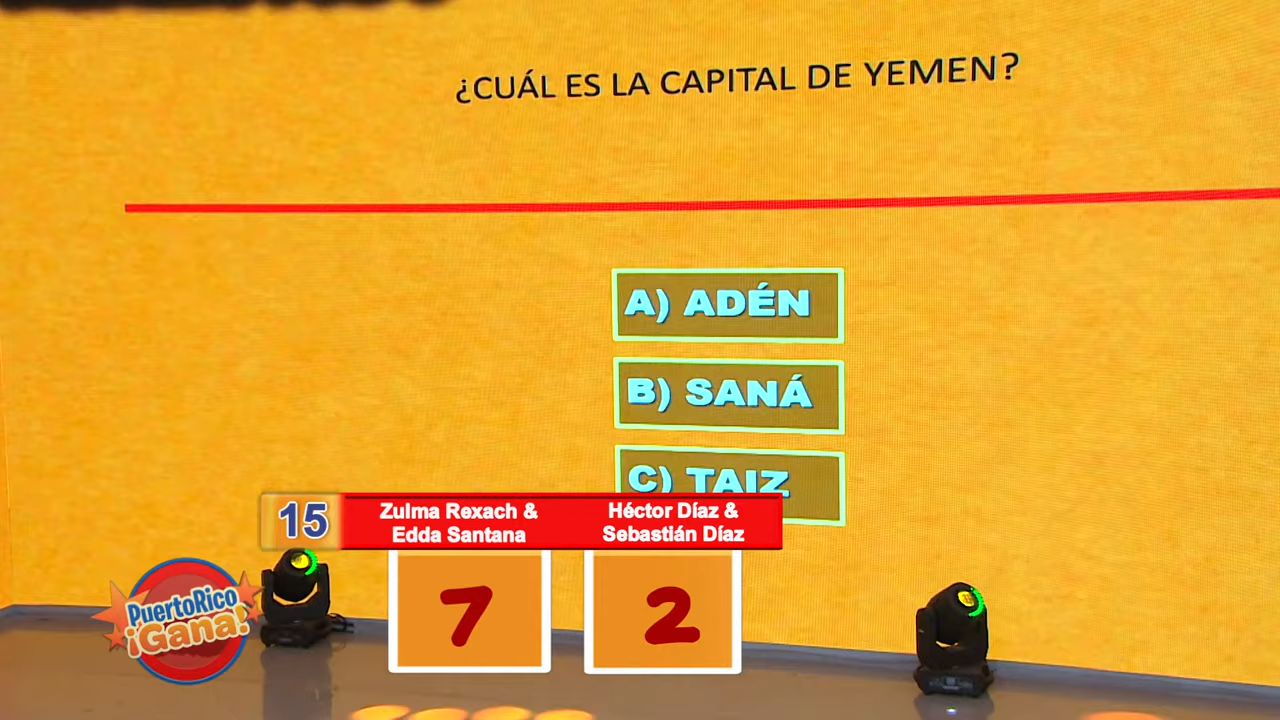 ¿CUÁL ES LA CAPITAL DE YEMEN?
A) ADÉN
B) SANÁ
C) TAIZ
15
Zulma Rexach &
Edda Santana
Héctor Díaz &
Sebastián Díaz
7
2
PuertoRico
¡Gana!